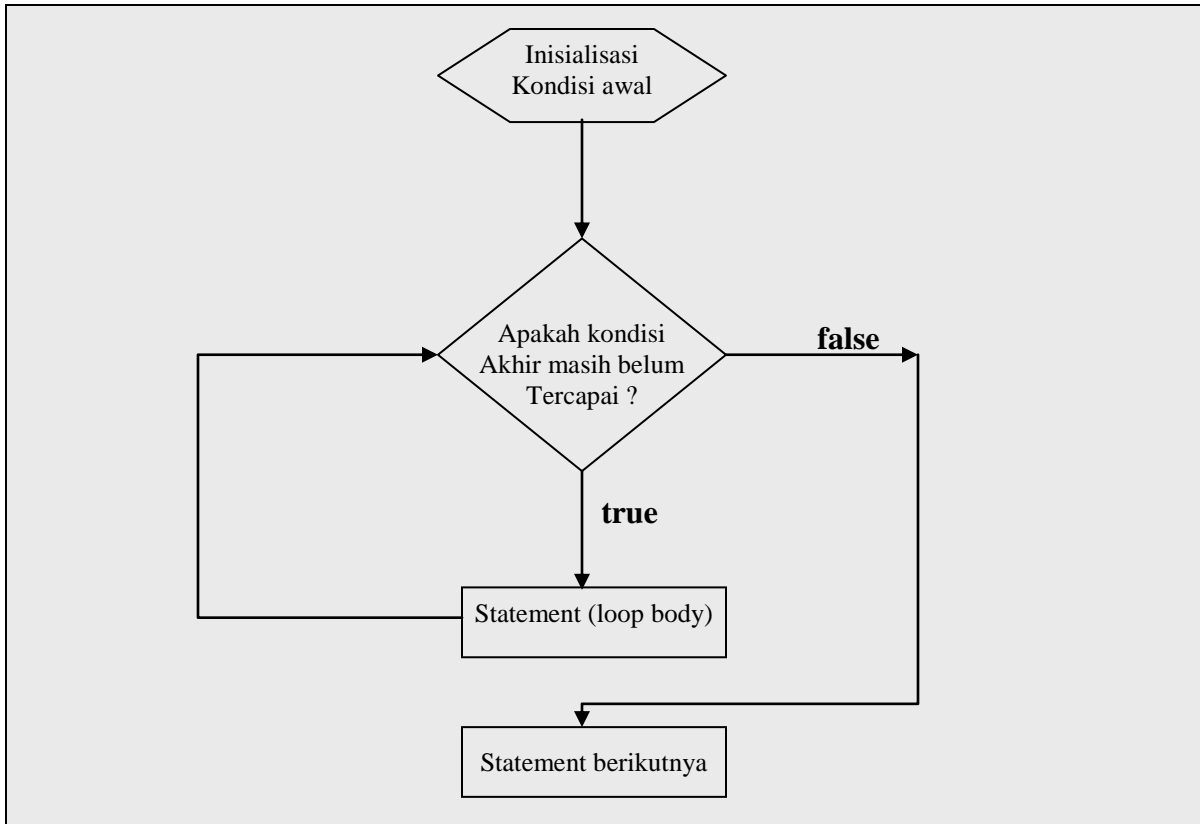 Inisialisasi
Kondisi awal
Apakah kondisi
Akhir masih belum
Tercapai ?
false
true
Statement (loop body)
Statement berikutnya